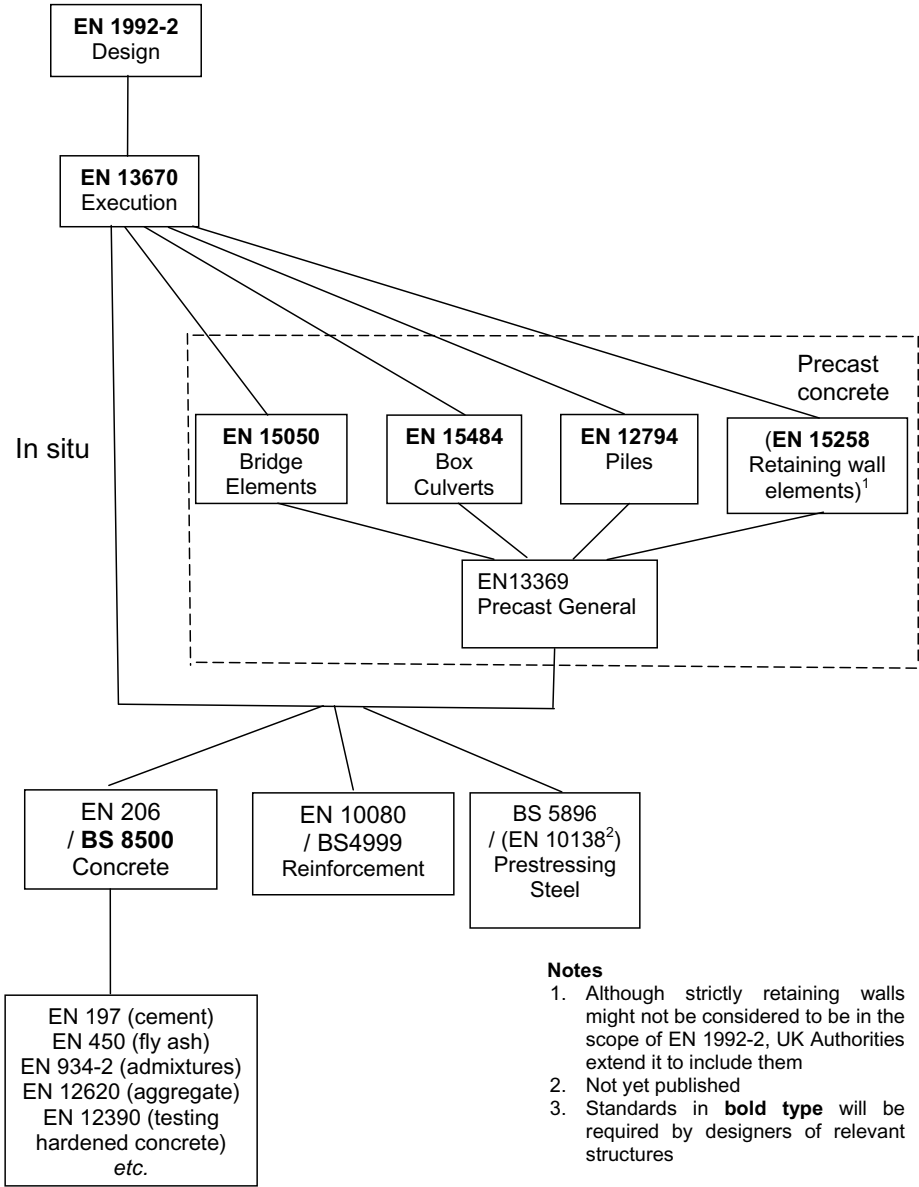 EN 1992-2
Design
EN 13670
Execution
Precast
concrete
In situ
EN 15050
Bridge
Elements
EN 15484
Box
Culverts
EN 12794
Piles
(EN 15258
Retaining wall
elements)¹
EN13369
Precast General
EN 206
/ BS 8500
Concrete
EN 10080
/ BS4999
Reinforcement
BS 5896
/ (EN 10138²)
Prestressing
Steel
EN 197 (cement)
EN 450 (fly ash)
EN 934-2 (admixtures)
EN 12620 (aggregate)
EN 12390 (testing
hardened concrete)
etc.
Notes
1. Although strictly retaining walls
might not be considered to be in the
scope of EN 1992-2, UK Authorities
extend it to include them
2. Not yet published
3. Standards in bold type will be
required by designers of relevant
structures